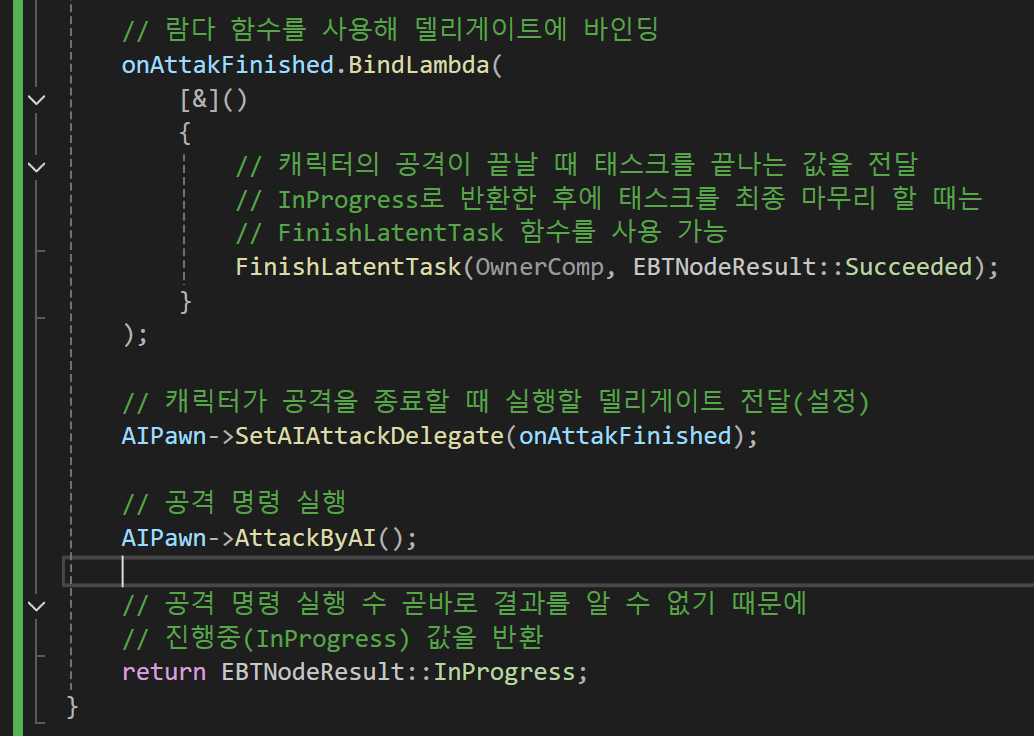 // 람다 함수를 사용해 델리게이트에 바인딩
onAttakFinished.BindLambda(
[&]()
{
// 캐릭터의 공격이 끝날 때 태스크를 끝나는 값을 전달
// InProgress로 반환한 후에 태스크를 최종 마무리 할 때는
// FinishLatentTask 함수를 사용 가능
FinishLatentTask(OwnerComp, EBTNodeResult::Succeeded);
}
);
// 캐릭터가 공격을 종료할 때 실행할 델리게이트 전달(설정)
AIPawn->SetAIAttackDelegate(onAttakFinished);
// 공격 명령 실행
AIPawn->AttackByAI();
// 공격 명령 실행 수 곧바로 결과를 알 수 없기 때문에
// 진행중(InProgress) 값을 반환
return EBTNodeResult::InProgress;
}